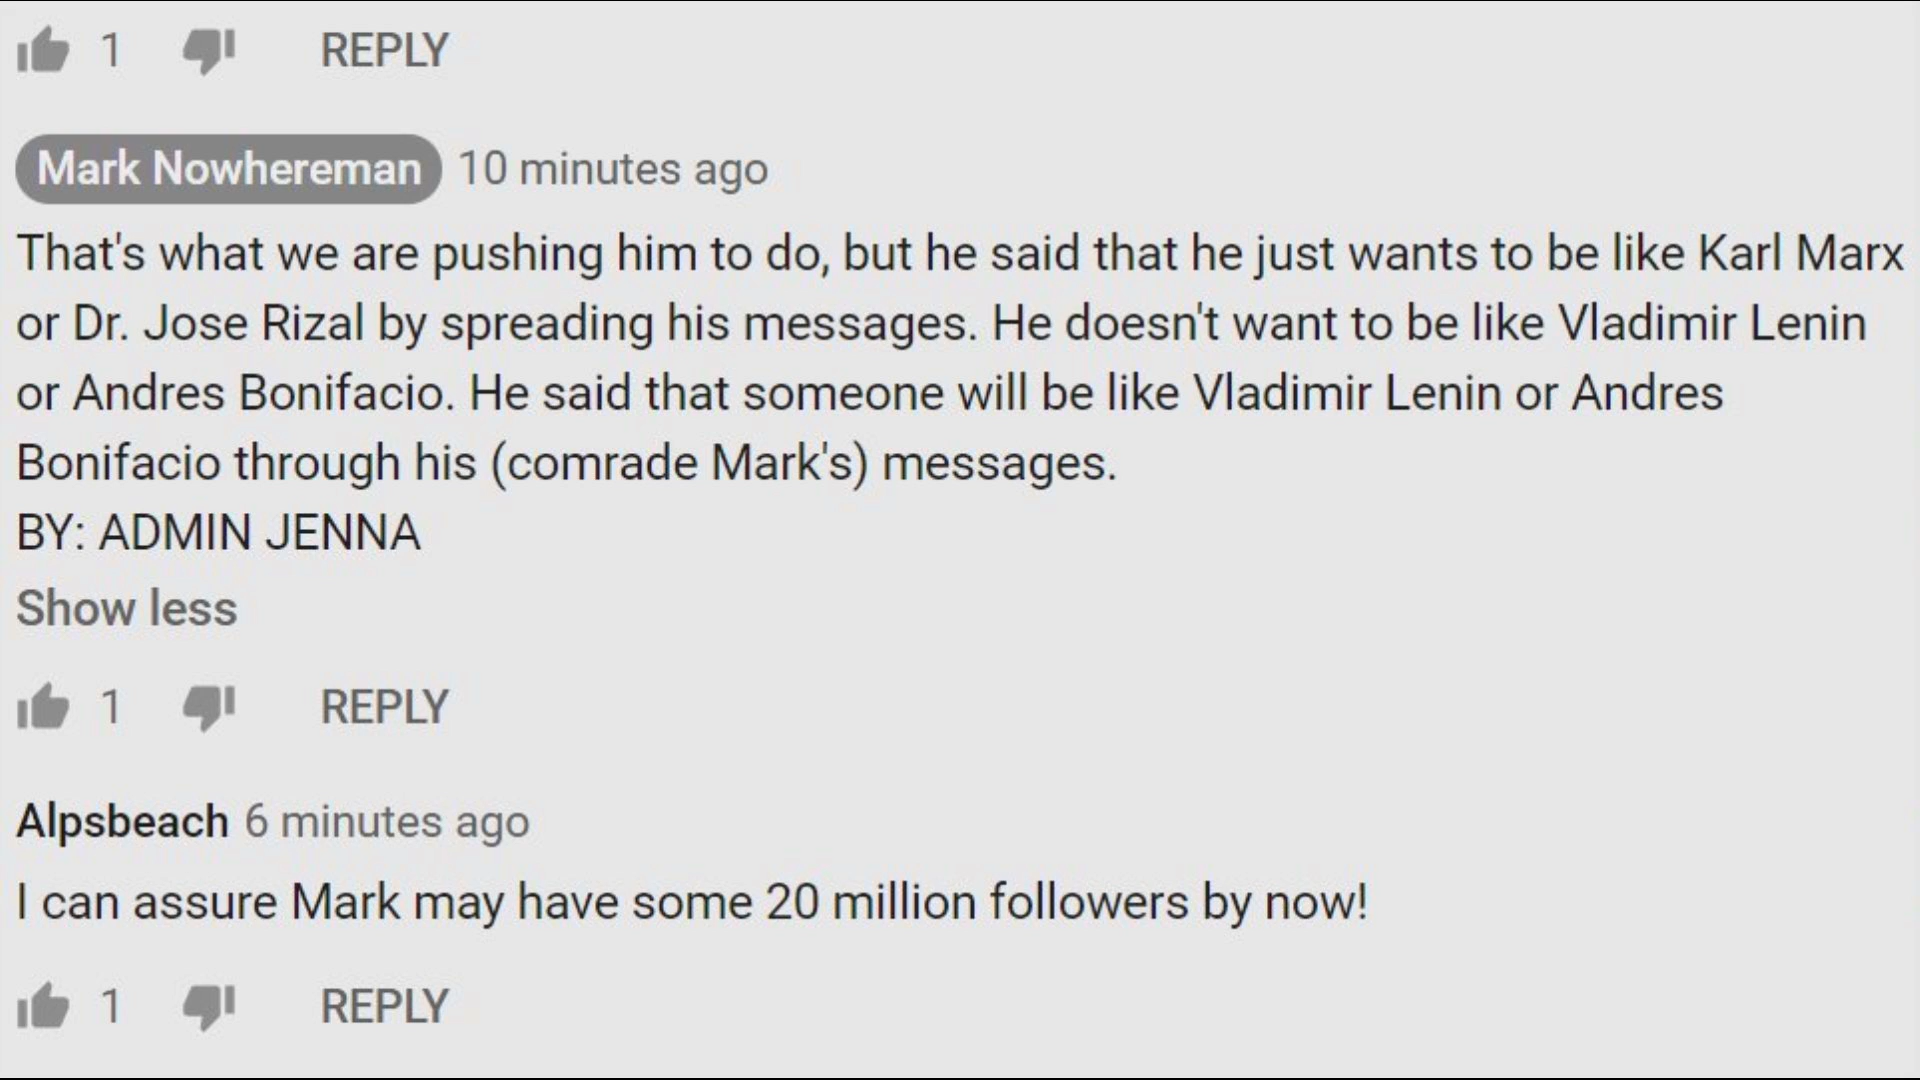 1 REPLY
Mark Nowhereman 10 minutes ago
That's what we are pushing him to do, but he said that he just wants to be like Karl Marx
or Dr. Jose Rizal by spreading his messages. He doesn't want to be like Vladimir Lenin
or Andres Bonifacio. He said that someone will be like Vladimir Lenin or Andres
Bonifacio through his (comrade Mark's) messages.
BY: ADMIN JENNA
Show less
1 REPLY
Alpsbeach 6 minutes ago
I can assure Mark may have some 20 million followers by now!
1 REPLY